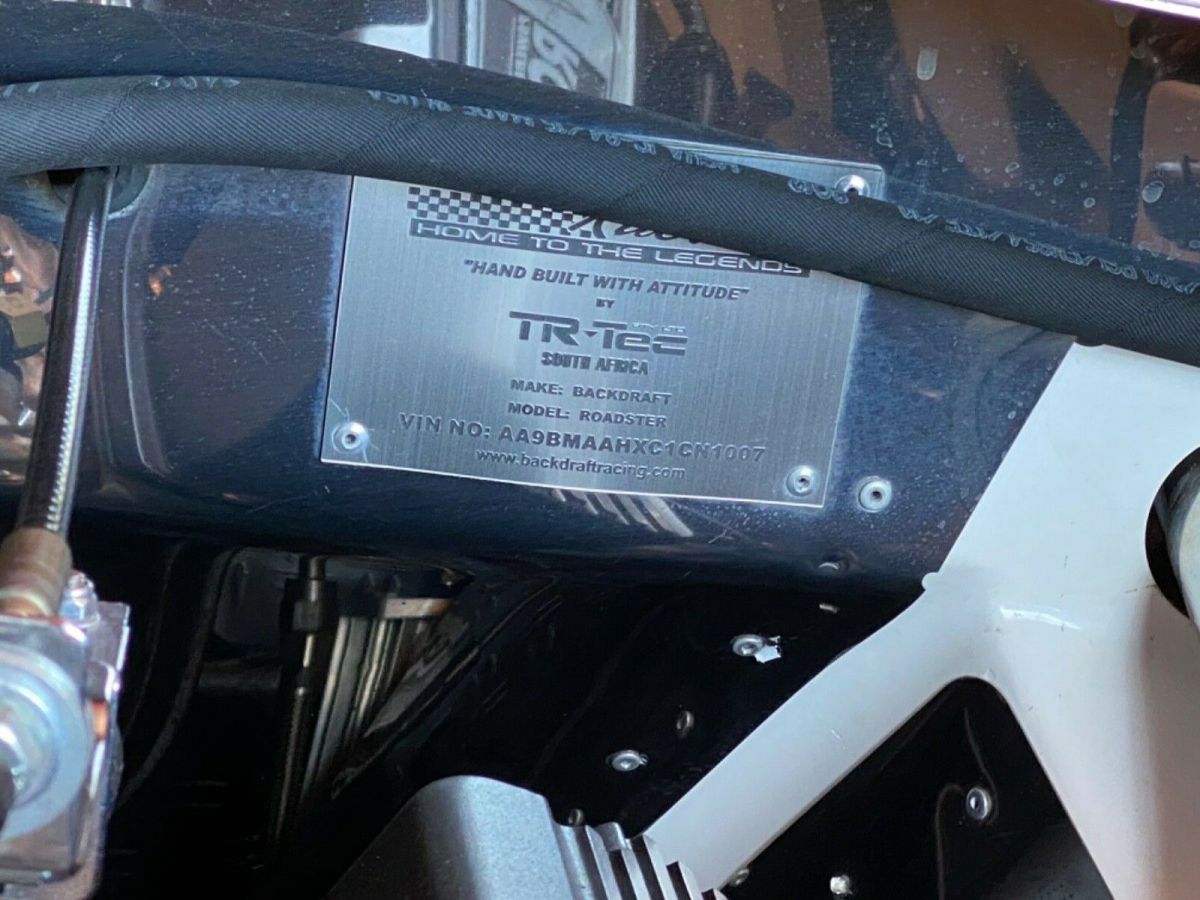 HOME TO THE LEGENDS
"HAND BUILT WITH ATTITUDE"
BY
TR-Tec
SOUTH AFRICA
MAKE: BACKDRAFT
MODEL: ROADSTER
VIN NO: AA9BMAAHXC1CN1007
www.backdraftracing.com